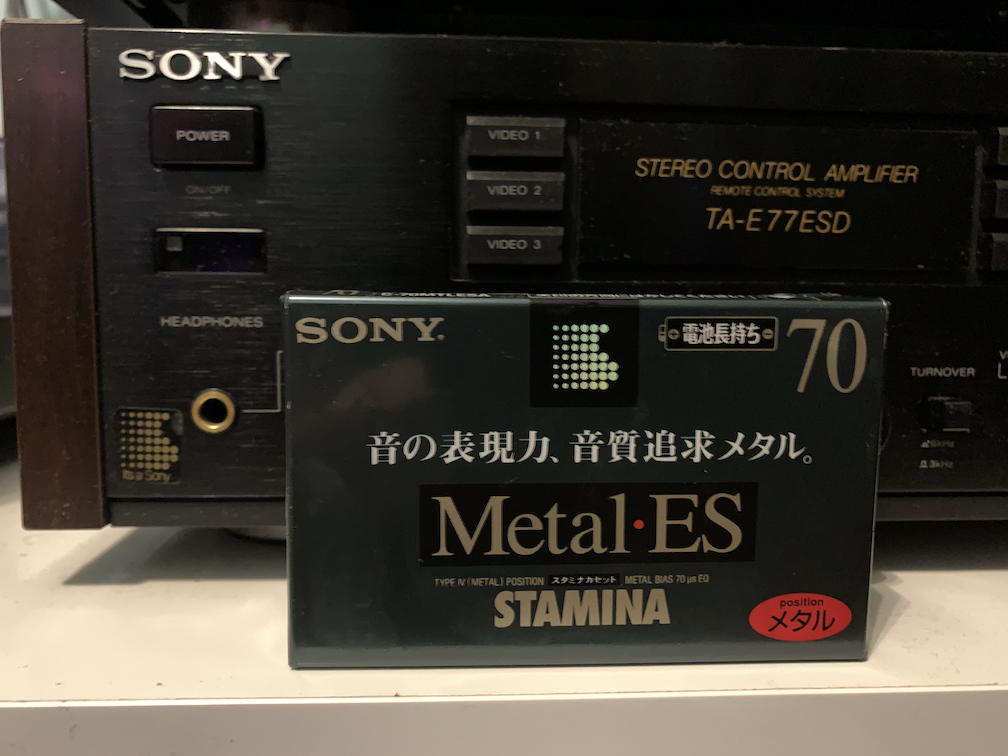 SONY
POWER
ON/OFF
HEADPHONES
It's a Sony
VIDEO 1
VIDEO 2
VIDEO 3
STEREO CONTROL AMPLIFIER
REMOTE CONTROL SYSTEM
TA-E77ESD
TURNOVER
3kHz
SONY
電池長持ち
70
音の表現力、音質追求メタル。
Metal・ES
TYPE IV (METAL) POSITION スタミナカセット METAL BIAS 70 μs EQ
STAMINA
position
メタル